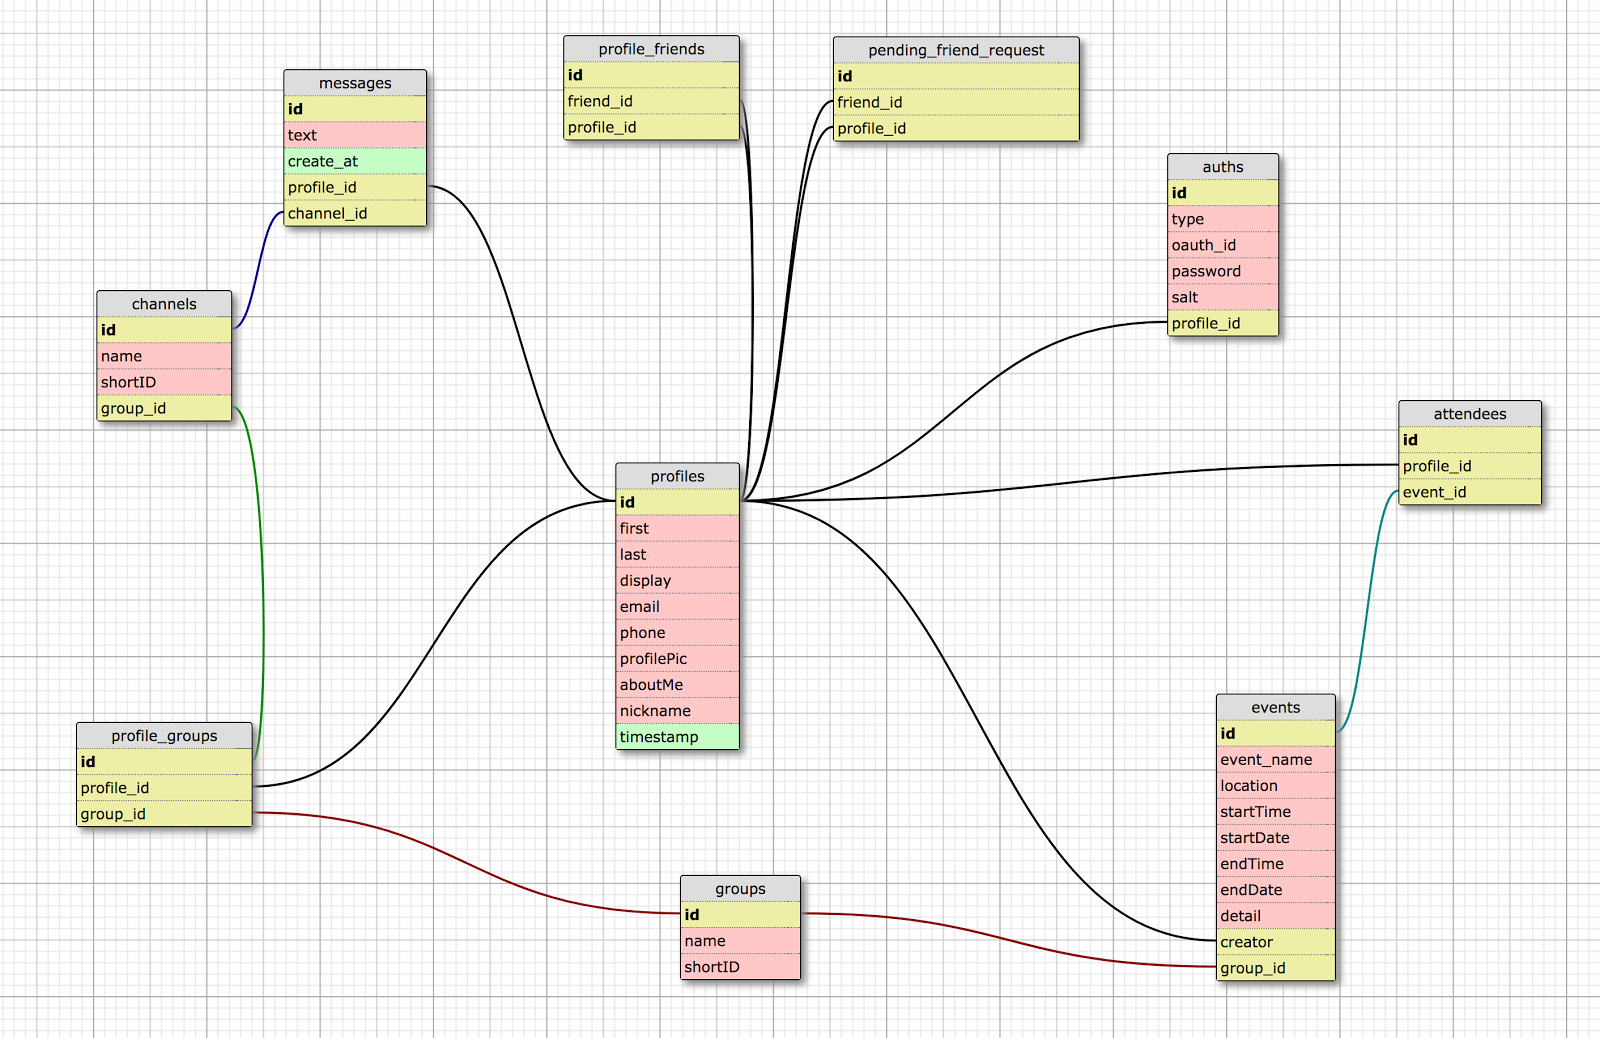 profile_friends
id
friend_id
profile_id
pending_friend_request
id
friend_id
profile_id
messages
id
text
create_at
profile_id
channel_id
auths
id
type
oauth_id
password
salt
profile_id
channels
id
name
shortID
group_id
attendees
id
profile_id
event_id
profiles
id
first
last
display
email
phone
profilePic
aboutMe
nickname
timestamp
events
id
event_name
location
startTime
startDate
endTime
endDate
detail
creator
group_id
profile_groups
id
profile_id
group_id
groups
id
name
shortID